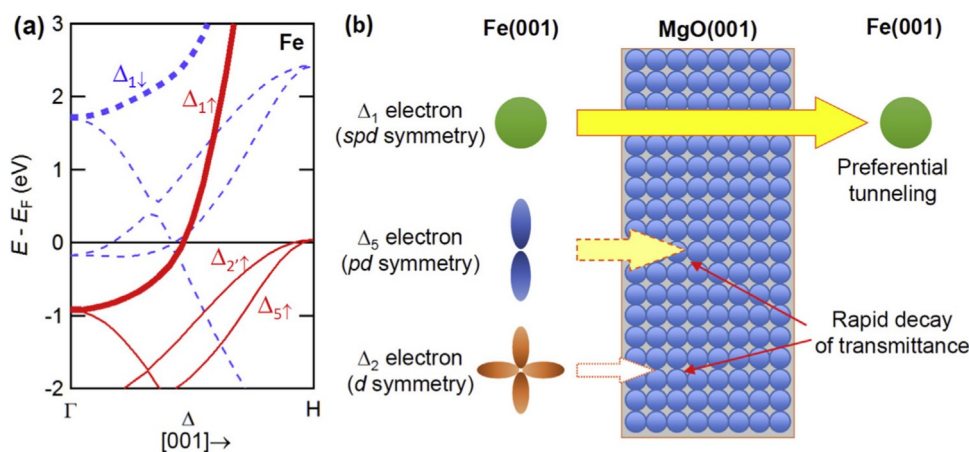 (a)
Fe
3
2
1
0
-1
-2
E - E_F (eV)
Δ1↓
Δ1↑
Δ2'↑
Δ5↑
Γ
Δ
H
[001]→
(b)
Fe(001)
MgO(001)
Fe(001)
Δ1 electron
(spd symmetry)
Preferential
tunneling
Δ5 electron
(pd symmetry)
Rapid decay
of transmittance
Δ2 electron
(d symmetry)